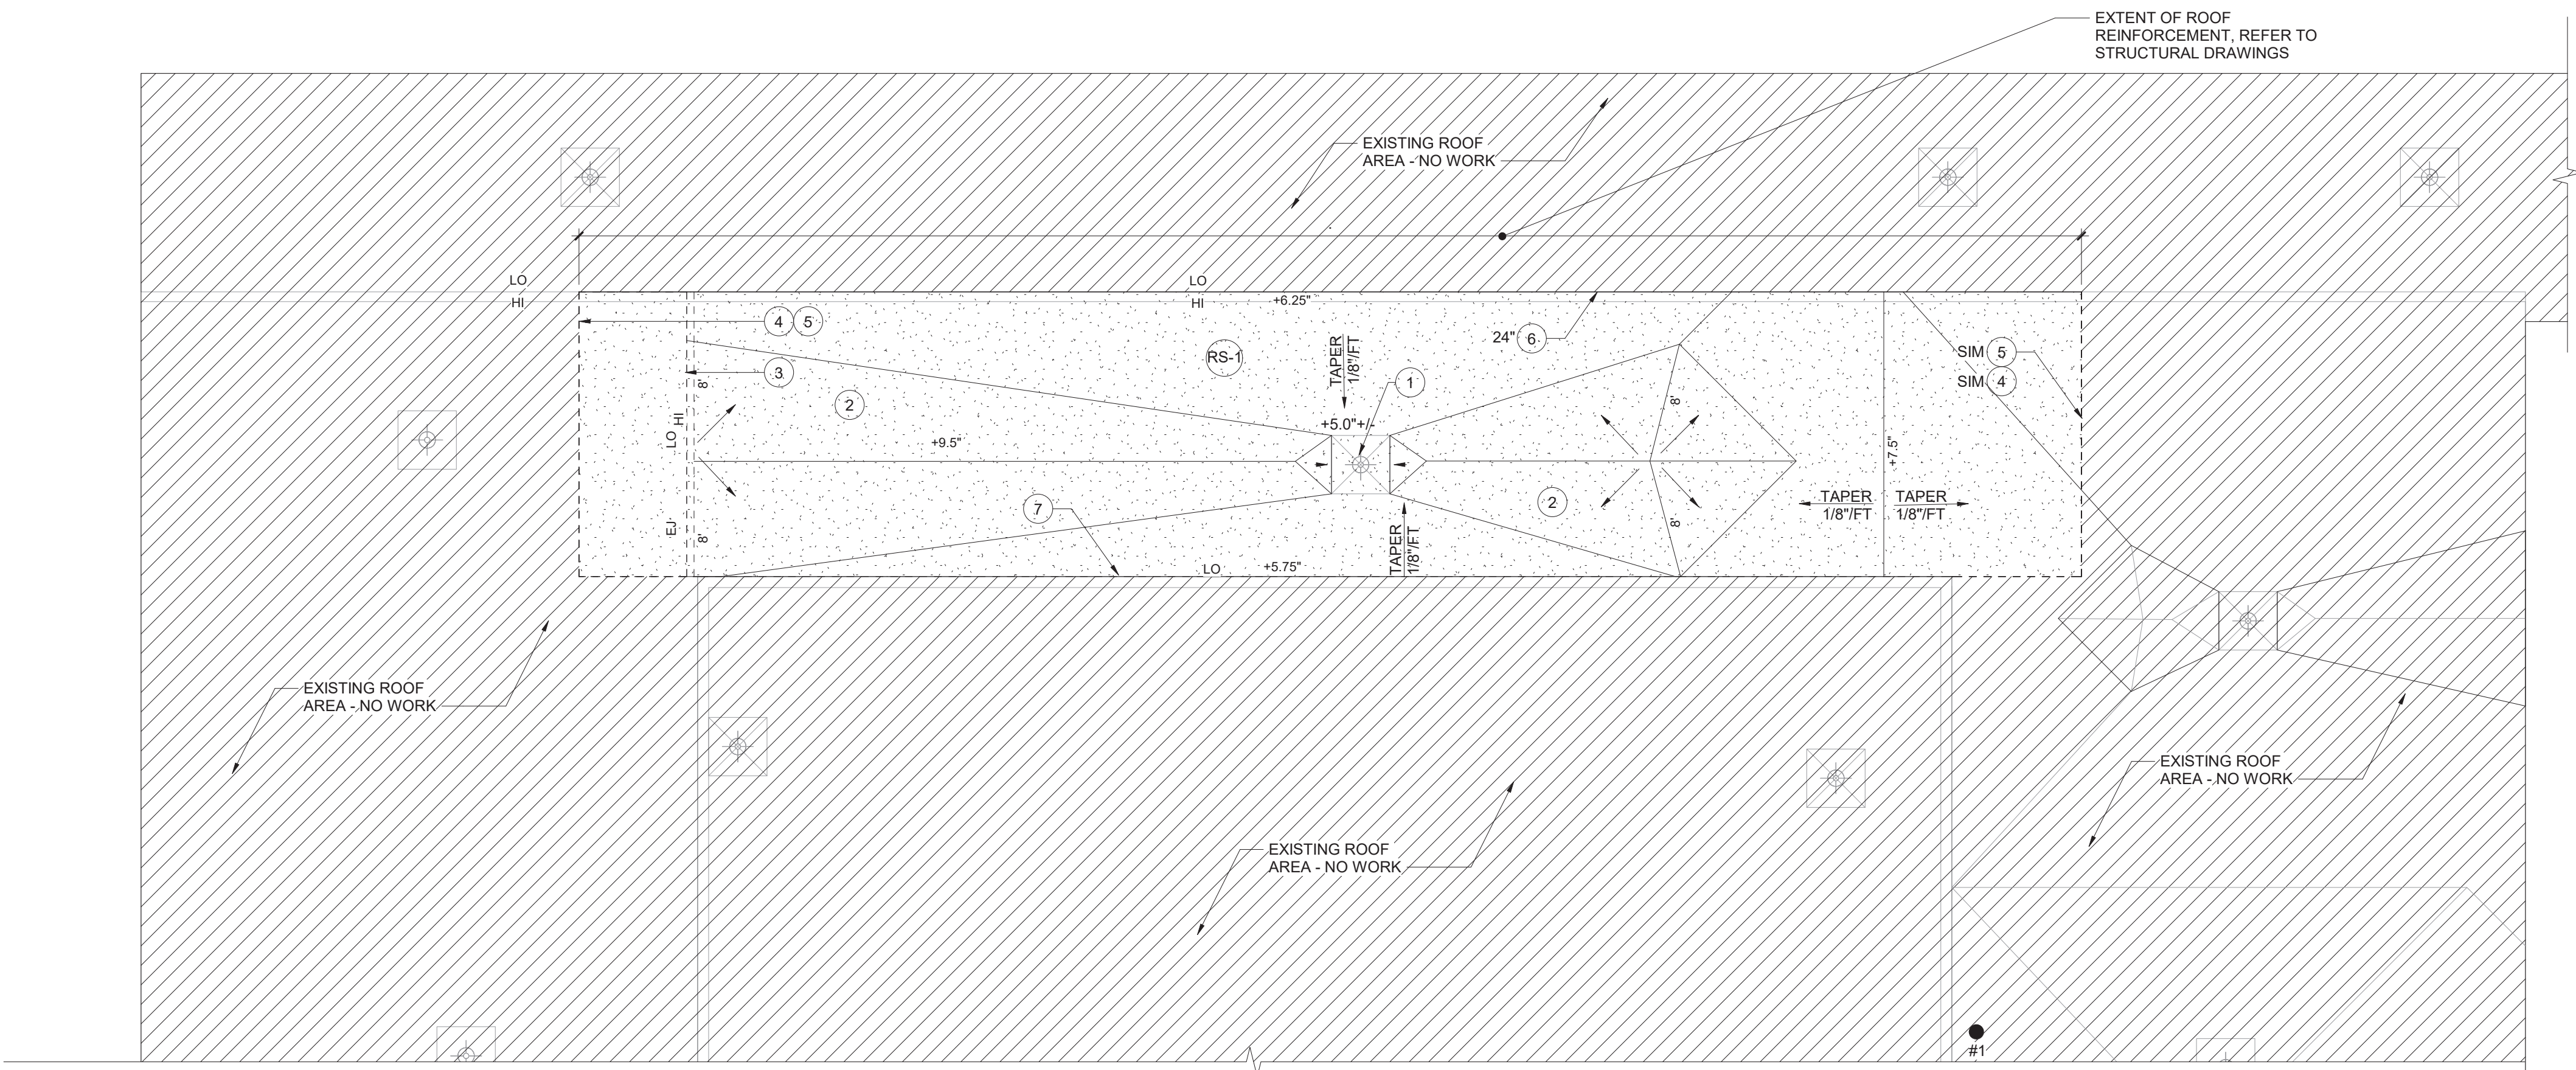 EXTENT OF ROOF
REINFORCEMENT, REFER TO
STRUCTURAL DRAWINGS
EXISTING ROOF
AREA - NO WORK
LO
HI
LO
HI
+6.25"
4 5
24" 6
RS-1
TAPER
1/8"/FT
SIM 5
SIM 4
3
8'
2
1
8'
HI
LO
+9.5"
+5.0"+/-
+7.5"
7
2
TAPER
1/8"/FT
TAPER
1/8"/FT
EJ
8'
8'
TAPER
1/8"/FT
LO
+5.75"
EXISTING ROOF
AREA - NO WORK
EXISTING ROOF
AREA - NO WORK
EXISTING ROOF
AREA - NO WORK
#1